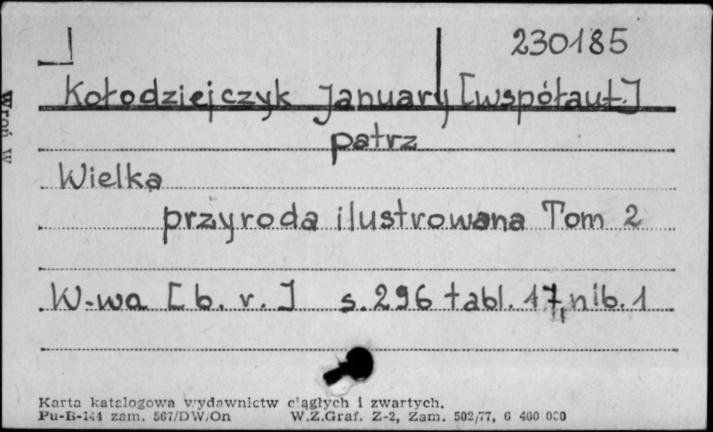 230185
Kołodziejczyk January [współaut.]
patrz
Wielka
przyroda ilustrowana Tom 2
W-wa [b. r.] s. 296 tabl. 17, nlb. 1
Karta katalogowa wydawnictw ciągłych i zwartych.
Pu-B-144 zam. 567/DW/On W.Z.Graf. Z-2, Zam. 502/77, 6 400 000